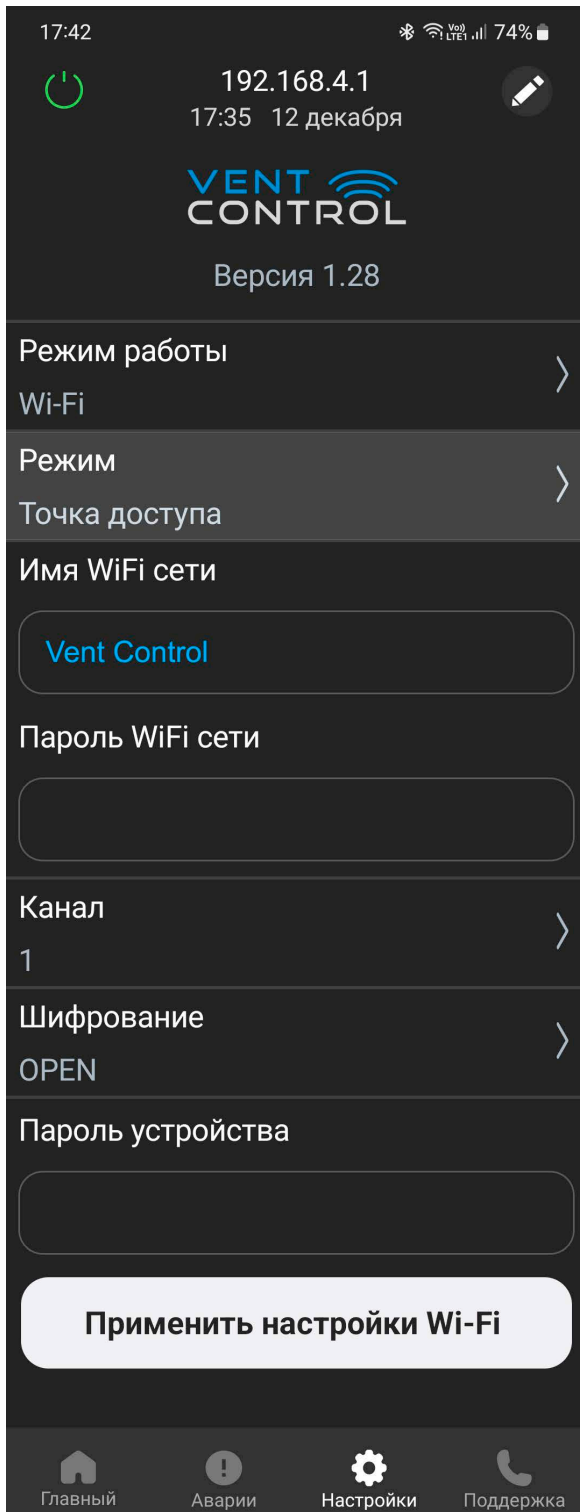 17:42
Vo)) LTE1 74%
192.168.4.1
17:35 12 декабря
VENT
CONTROL
Версия 1.28
Режим работы
Wi-Fi
Режим
Точка доступа
Имя WiFi сети
Vent Control
Пароль WiFi сети
Канал
1
Шифрование
OPEN
Пароль устройства
Применить настройки Wi-Fi
Главный Аварии Настройки Поддержка